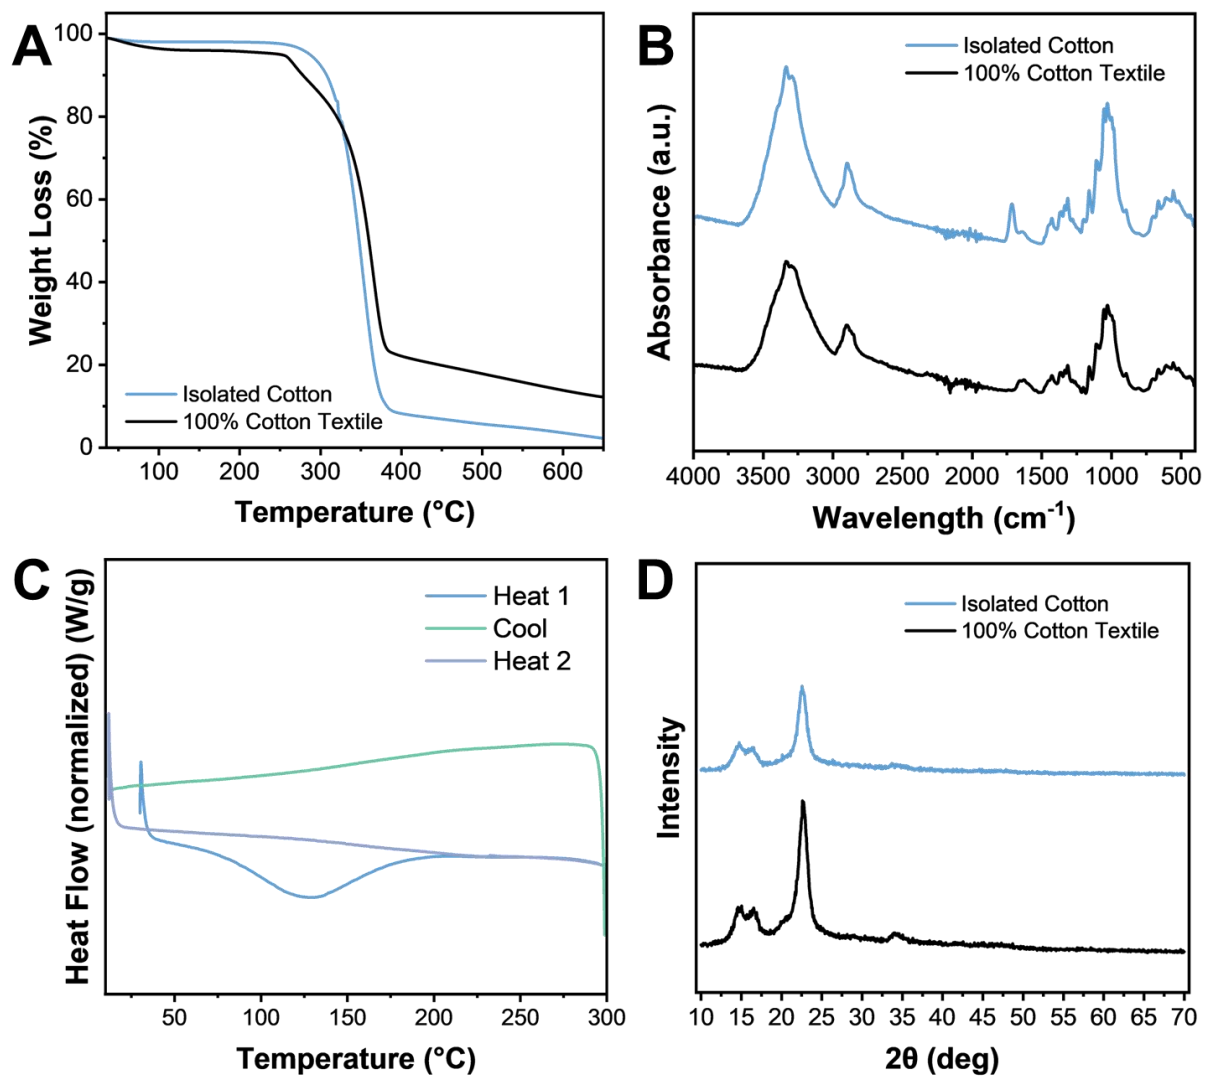 A
100
80
60
40
20
0
Weight Loss (%)
Isolated Cotton
100% Cotton Textile
100 200 300 400 500 600
Temperature (°C)
B
Isolated Cotton
100% Cotton Textile
Absorbance (a.u.)
4000 3500 3000 2500 2000 1500 1000 500
Wavelength (cm-1)
C
Heat Flow (normalized) (W/g)
Heat 1
Cool
Heat 2
50 100 150 200 250 300
Temperature (°C)
D
Isolated Cotton
100% Cotton Textile
Intensity
10 15 20 25 30 35 40 45 50 55 60 65 70
2θ (deg)